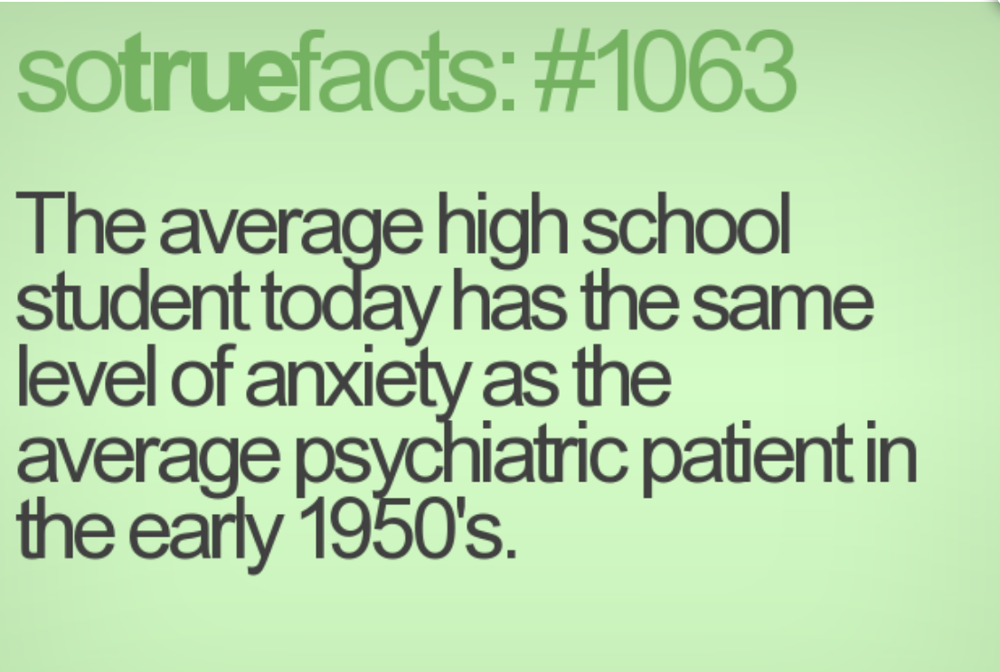 sotruefacts: #1063
The average high school
student today has the same
level of anxiety as the
average psychiatric patient in
the early 1950's.